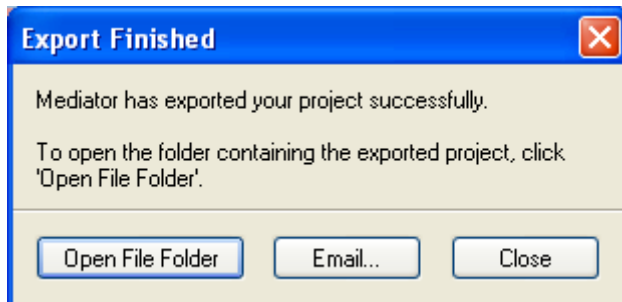 Export Finished
Mediator has exported your project successfully.
To open the folder containing the exported project, click
'Open File Folder'.
Open File Folder
Email...
Close